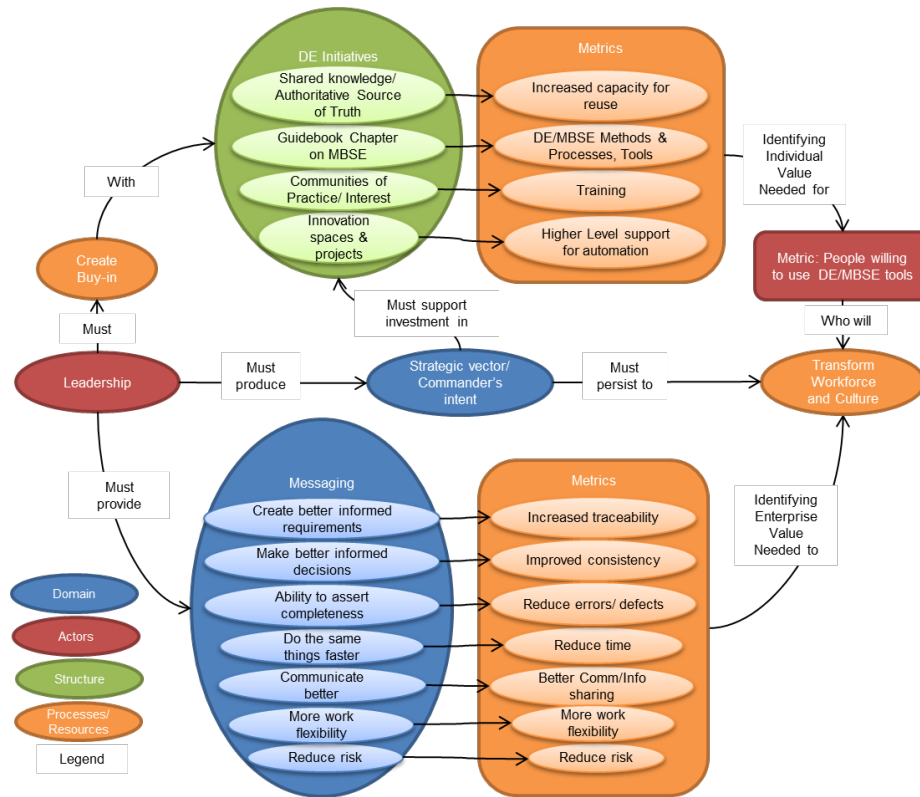 DE Initiatives
Shared knowledge/
Authoritative Source
of Truth
Guidebook Chapter
on MBSE
Communities of
Practice/ Interest
Innovation
spaces &
projects
Metrics
Increased capacity for
reuse
DE/MBSE Methods &
Processes, Tools
Training
Higher Level support
for automation
Identifying
Individual
Value
Needed for
With
Create
Buy-in
Must
Leadership
Must
produce
Must support
investment in
Strategic vector/
Commander's
intent
Must
persist to
Metric: People willing
to use DE/MBSE tools
Who will
Transform
Workforce
and Culture
Must
provide
Messaging
Create better informed
requirements
Make better informed
decisions
Ability to assert
completeness
Do the same
things faster
Communicate
better
More work
flexibility
Reduce risk
Metrics
Increased traceability
Improved consistency
Reduce errors/ defects
Reduce time
Better Comm/Info
sharing
More work
flexibility
Reduce risk
Identifying
Enterprise
Value
Needed to
Domain
Actors
Structure
Processes/
Resources
Legend